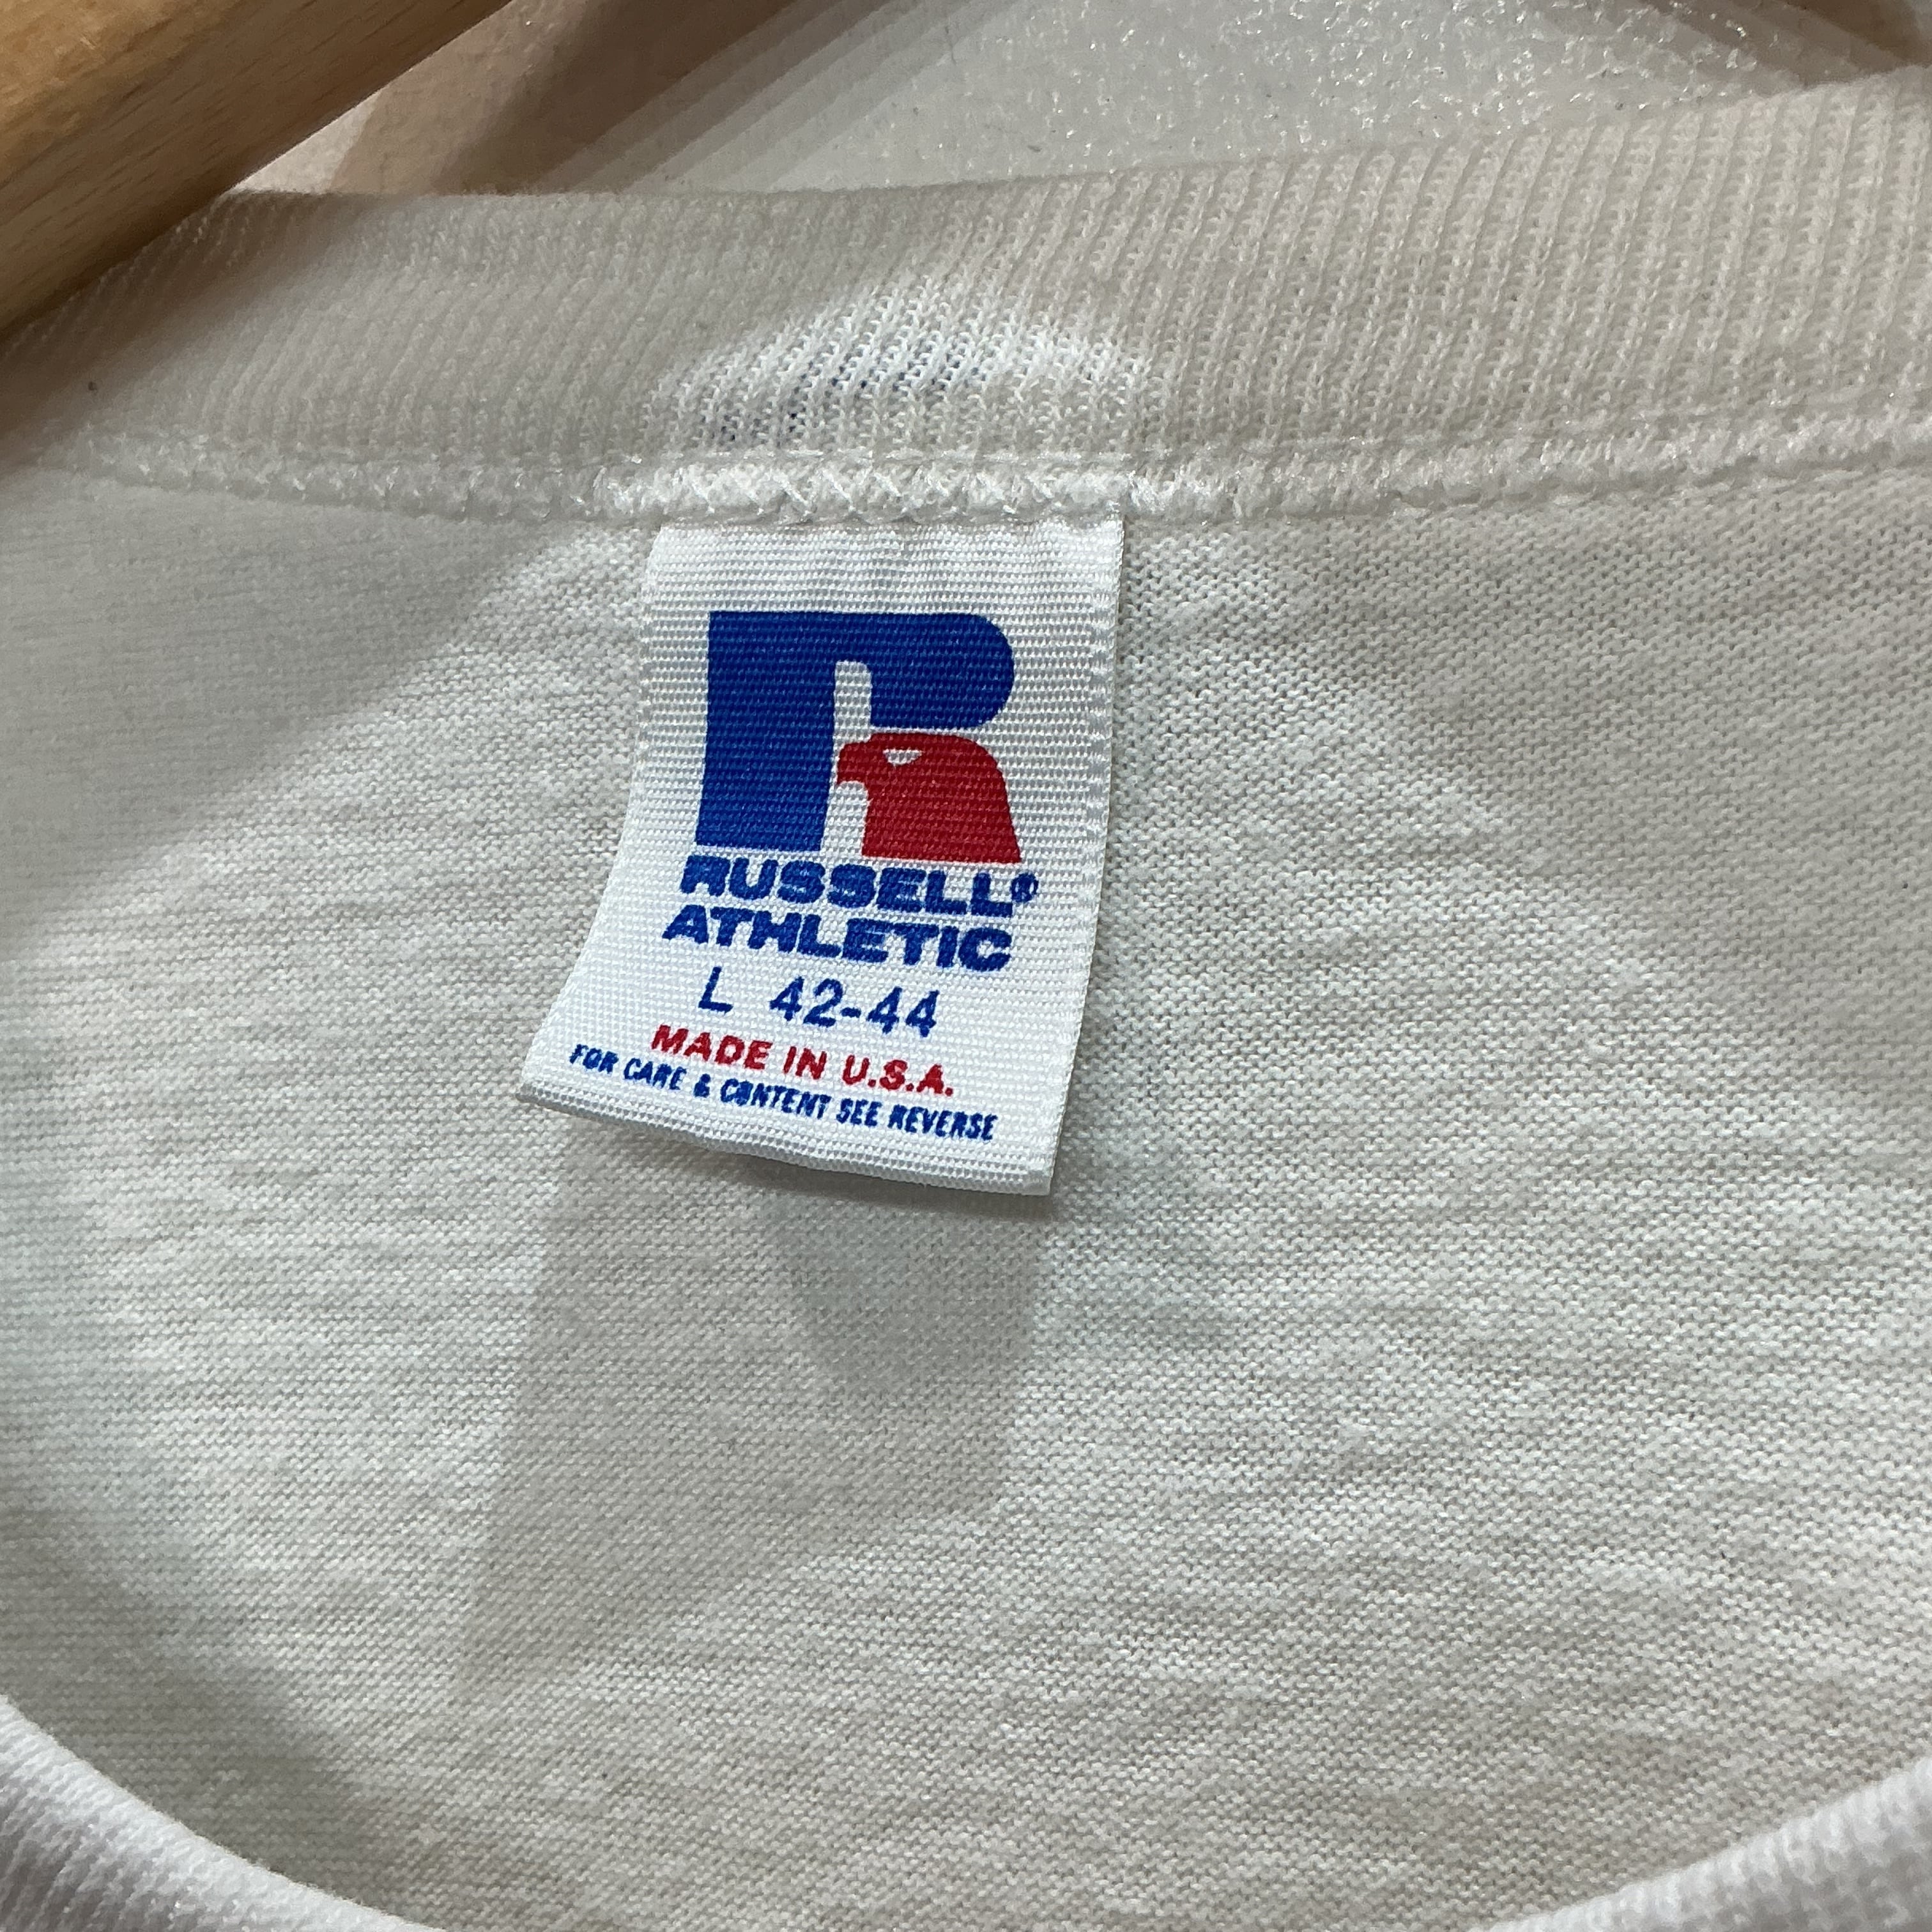 RUSSELL®
ATHLETIC
L 42-44
MADE IN U.S.A.
FOR CARE & CONTENT SEE REVERSE